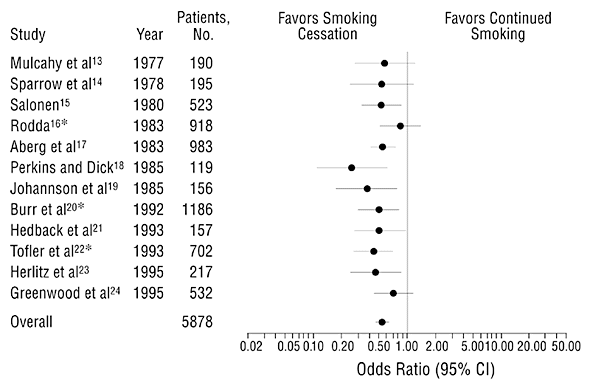 Study Year Patients, No. Favors Smoking Cessation Favors Continued Smoking
Mulcahy et al13 1977 190
Sparrow et al14 1978 195
Salonen15 1980 523
Rodda16* 1983 918
Aberg et al17 1983 983
Perkins and Dick18 1985 119
Johannson et al19 1985 156
Burr et al20* 1992 1186
Hedback et al21 1993 157
Tofler et al22* 1993 702
Herlitz et al23 1995 217
Greenwood et al24 1995 532
Overall 5878
0.02 0.05 0.10 0.20 0.50 1.00 2.00 5.00 10.00 20.00 50.00
Odds Ratio (95% CI)